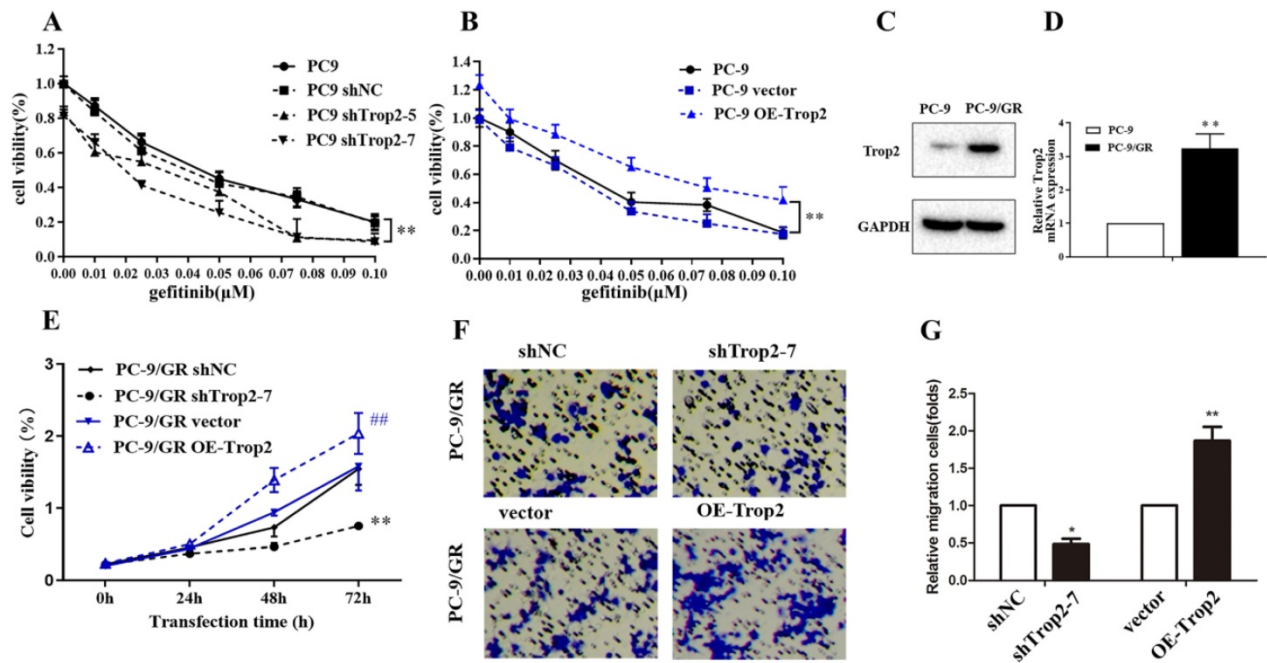 A
1.2
1.0
0.8
0.6
0.4
0.2
0.0
cell vibility(%)
PC9
PC9 shNC
PC9 shTrop2-5
PC9 shTrop2-7
**
0.00 0.01 0.02 0.03 0.04 0.05 0.06 0.07 0.08 0.09 0.10
gefitinib(μM)
B
1.4
1.2
1.0
0.8
0.6
0.4
0.2
0.0
cell vibility(%)
PC-9
PC-9 vector
PC-9 OE-Trop2
**
0.00 0.01 0.02 0.03 0.04 0.05 0.06 0.07 0.08 0.09 0.10
gefitinib(μM)
C
PC-9 PC-9/GR
Trop2
GAPDH
D
Relative Trop2
mRNA expression
4
3
2
1
0
PC-9
PC-9/GR
**
E
3
2
1
0
Cell vibility (%)
PC-9/GR shNC
PC-9/GR shTrop2-7
PC-9/GR vector
PC-9/GR OE-Trop2
##
**
0h 24h 48h 72h
Transfection time (h)
F
shNC shTrop2-7
PC-9/GR
vector OE-Trop2
PC-9/GR
G
Relative migration cells(folds)
2.5
2.0
1.5
1.0
0.5
0.0
*
**
shNC
shTrop2-7
vector
OE-Trop2